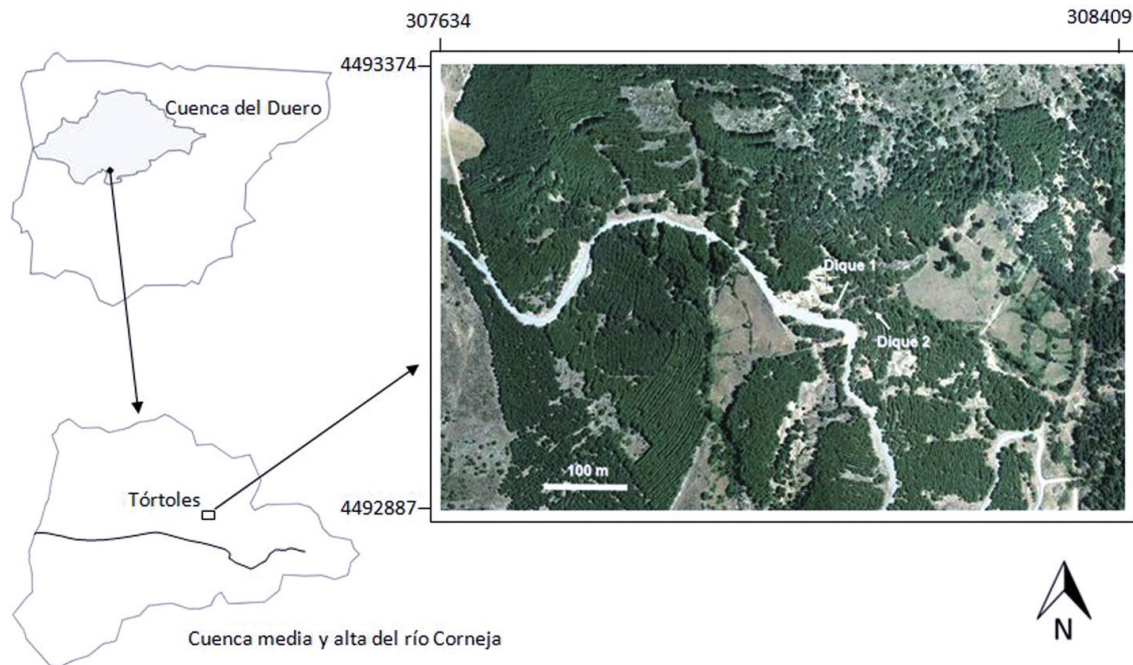 307634
308409
4493374
Cuenca del Duero
Dique 1
Dique 2
100 m
Tórtoles
4492887
N
Cuenca media y alta del río Corneja